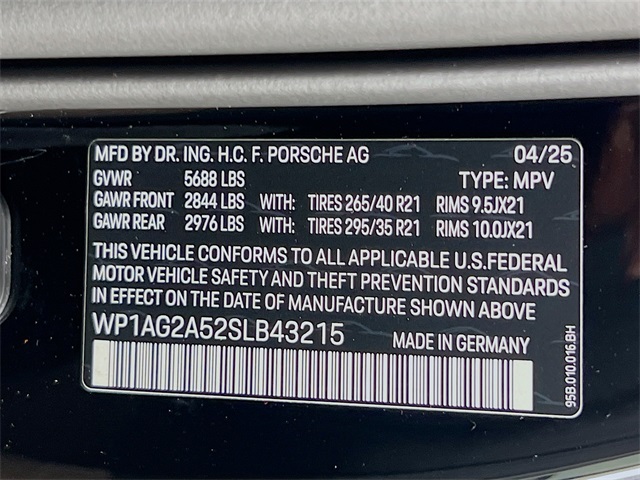 MFD BY DR. ING. H.C. F. PORSCHE AG 04/25
GVWR 5688 LBS TYPE: MPV
GAWR FRONT 2844 LBS WITH: TIRES 265/40 R21 RIMS 9.5JX21
GAWR REAR 2976 LBS WITH: TIRES 295/35 R21 RIMS 10.0JX21
THIS VEHICLE CONFORMS TO ALL APPLICABLE U.S.FEDERAL
MOTOR VEHICLE SAFETY AND THEFT PREVENTION STANDARDS
IN EFFECT ON THE DATE OF MANUFACTURE SHOWN ABOVE
WP1AG2A52SLB43215 MADE IN GERMANY
95B.010.016.BH